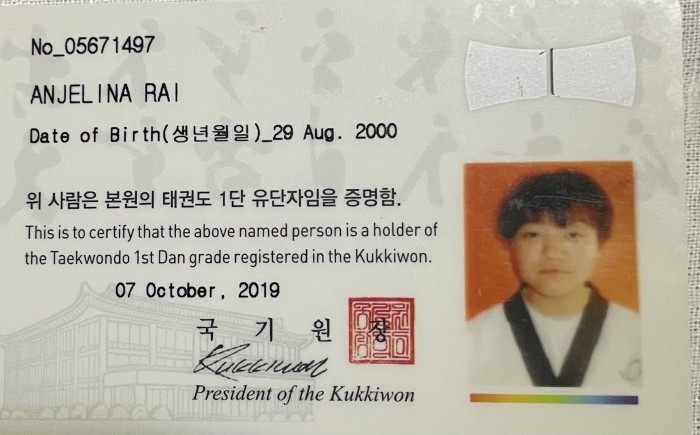 No_05671497
ANJELINA RAI
Date of Birth(생년월일)_29 Aug. 2000
위 사람은 본원의 태권도 1단 유단자임을 증명함.
This is to certify that the above named person is a holder of
the Taekwondo 1st Dan grade registered in the Kukkiwon.
07 October, 2019
국 기 원 장
Kukkiwon
President of the Kukkiwon